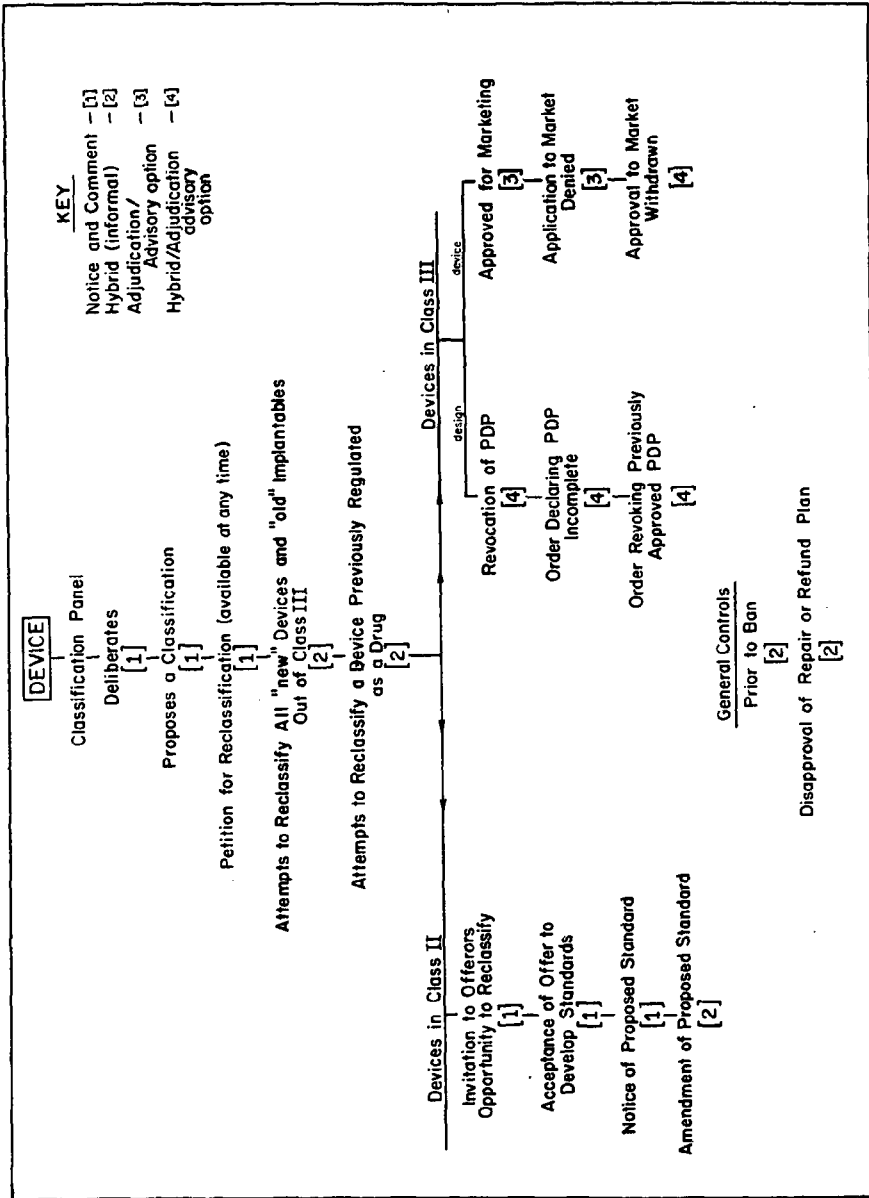 DEVICE
Classification Panel
Deliberates
[1]
Proposes a Classification
[1]
Petition for Reclassification (available at any time)
[1]
Attempts to Reclassify All "new" Devices and "old" Implantables
Out of Class III
[2]
Attempts to Reclassify a Device Previously Regulated
as a Drug
[2]
KEY
Notice and Comment – [1]
Hybrid (informal) – [2]
Adjudication/ – [3]
Advisory option
Hybrid/Adjudication – [4]
advisory
option
Devices in Class II
Invitation to Offerors
Opportunity to Reclassify
[1]
Acceptance of Offer to
Develop Standards
[1]
Notice of Proposed Standard
[1]
Amendment of Proposed Standard
[2]
Devices in Class III
design
Revocation of PDP
[4]
Order Declaring PDP
Incomplete
[4]
Order Revoking Previously
Approved PDP
[4]
device
Approved for Marketing
[3]
Application to Market
Denied
[3]
Approval to Market
Withdrawn
[4]
General Controls
Prior to Ban
[2]
Disapproval of Repair or Refund Plan
[2]